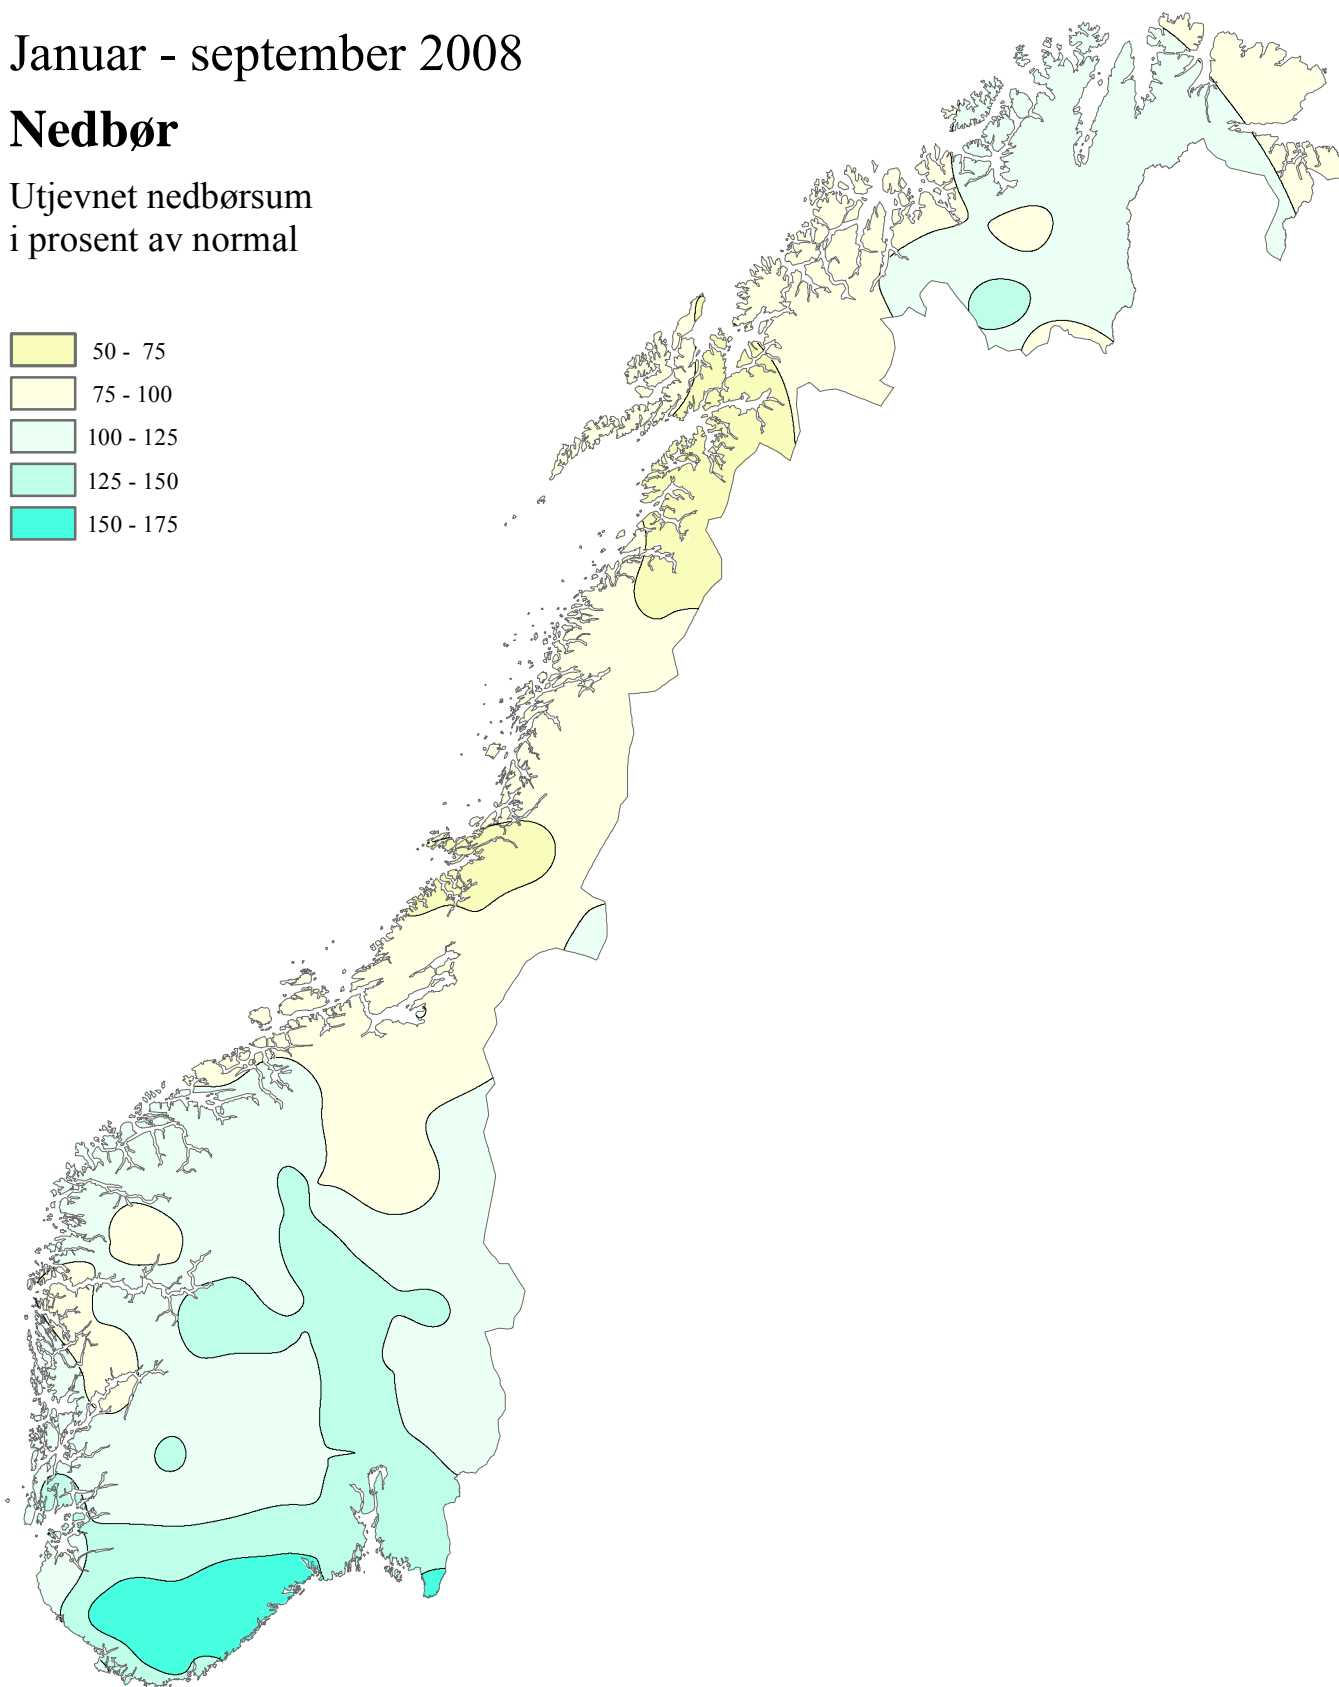 Januar - september 2008
Nedbør
Utjevnet nedbørsum
i prosent av normal
50 - 75
75 - 100
100 - 125
125 - 150
150 - 175